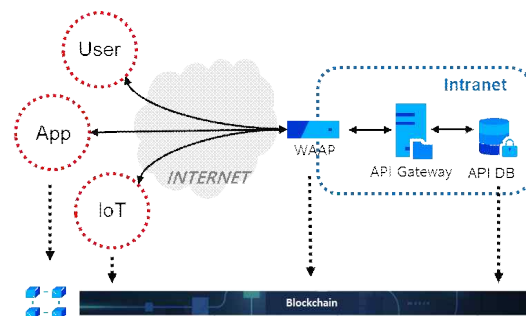 User
Intranet
App
WAAP
INTERNET
API Gateway
API DB
IoT
Blockchain